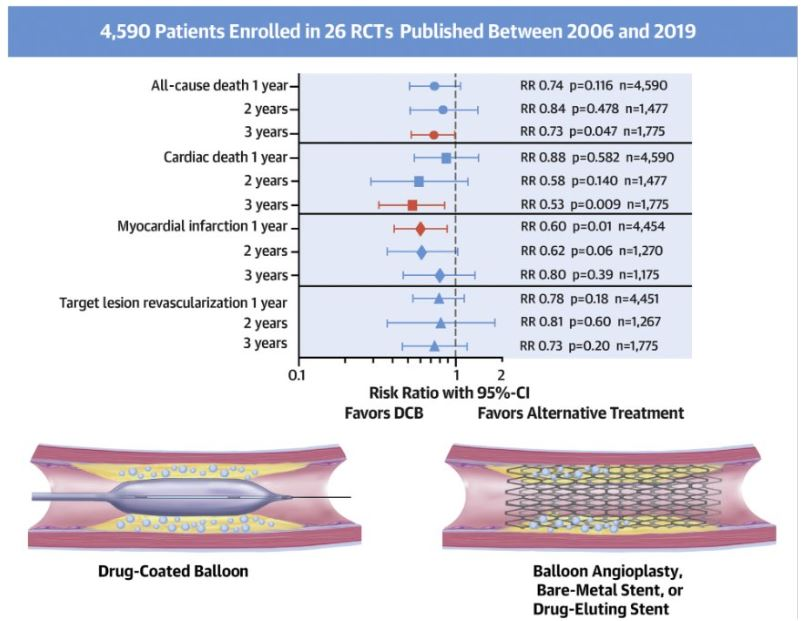 4,590 Patients Enrolled in 26 RCTs Published Between 2006 and 2019
All-cause death 1 year RR 0.74 p=0.116 n=4,590
2 years RR 0.84 p=0.478 n=1,477
3 years RR 0.73 p=0.047 n=1,775
Cardiac death 1 year RR 0.88 p=0.582 n=4,590
2 years RR 0.58 p=0.140 n=1,477
3 years RR 0.53 p=0.009 n=1,775
Myocardial infarction 1 year RR 0.60 p=0.01 n=4,454
2 years RR 0.62 p=0.06 n=1,270
3 years RR 0.80 p=0.39 n=1,175
Target lesion revascularization 1 year RR 0.78 p=0.18 n=4,451
2 years RR 0.81 p=0.60 n=1,267
3 years RR 0.73 p=0.20 n=1,775
0.1 1 2
Risk Ratio with 95%-CI
Favors DCB Favors Alternative Treatment
Drug-Coated Balloon
Balloon Angioplasty,
Bare-Metal Stent, or
Drug-Eluting Stent